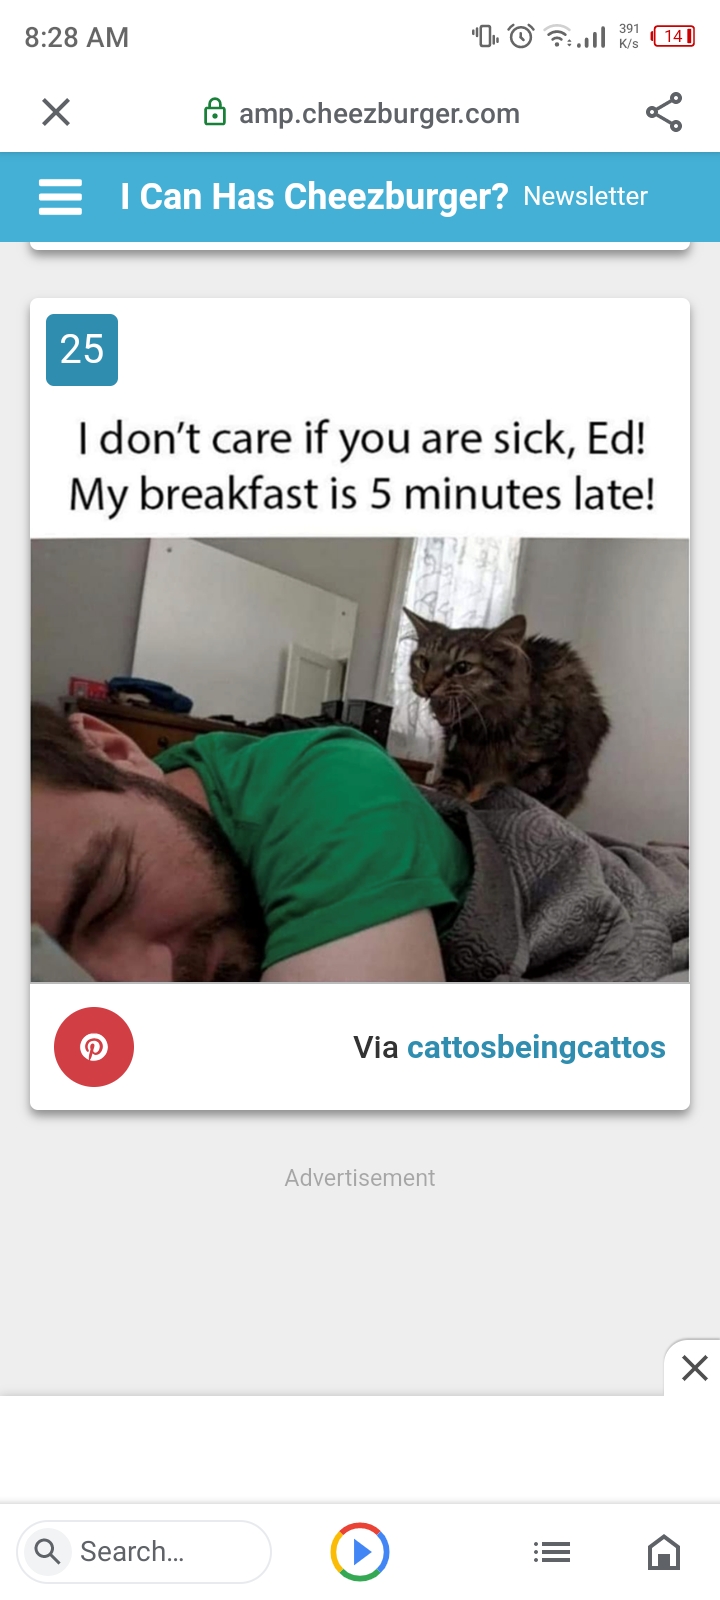 8:28 AM
391
K/s
14
amp.cheezburger.com
I Can Has Cheezburger? Newsletter
25
I don't care if you are sick, Ed!
My breakfast is 5 minutes late!
Via cattosbeingcattos
Advertisement
Search...